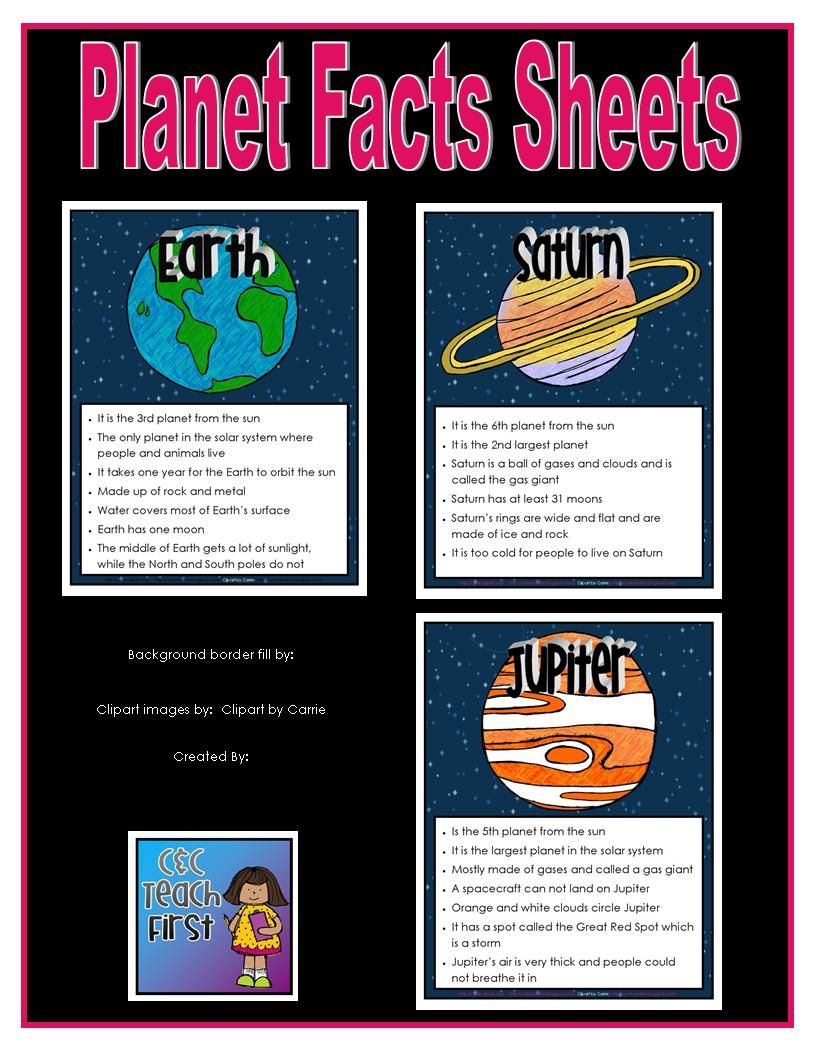 Planet Facts Sheets
Earth
• It is the 3rd planet from the sun
• The only planet in the solar system where
people and animals live
• It takes one year for the Earth to orbit the sun
• Made up of rock and metal
• Water covers most of Earth's surface
• Earth has one moon
• The middle of Earth gets a lot of sunlight,
while the North and South poles do not
Clipart by Carrie
Saturn
• It is the 6th planet from the sun
• It is the 2nd largest planet
• Saturn is a ball of gases and clouds and is
called the gas giant
• Saturn has at least 31 moons
• Saturn's rings are wide and flat and are
made of ice and rock
• It is too cold for people to live on Saturn
Clipart by Carrie
Background border fill by:
Clipart images by: Clipart by Carrie
Created By:
C&C
Teach
First
Jupiter
• Is the 5th planet from the sun
• It is the largest planet in the solar system
• Mostly made of gases and called a gas giant
• A spacecraft can not land on Jupiter
• Orange and white clouds circle Jupiter
• It has a spot called the Great Red Spot which
is a storm
• Jupiter's air is very thick and people could
not breathe it in
Clipart by Carrie